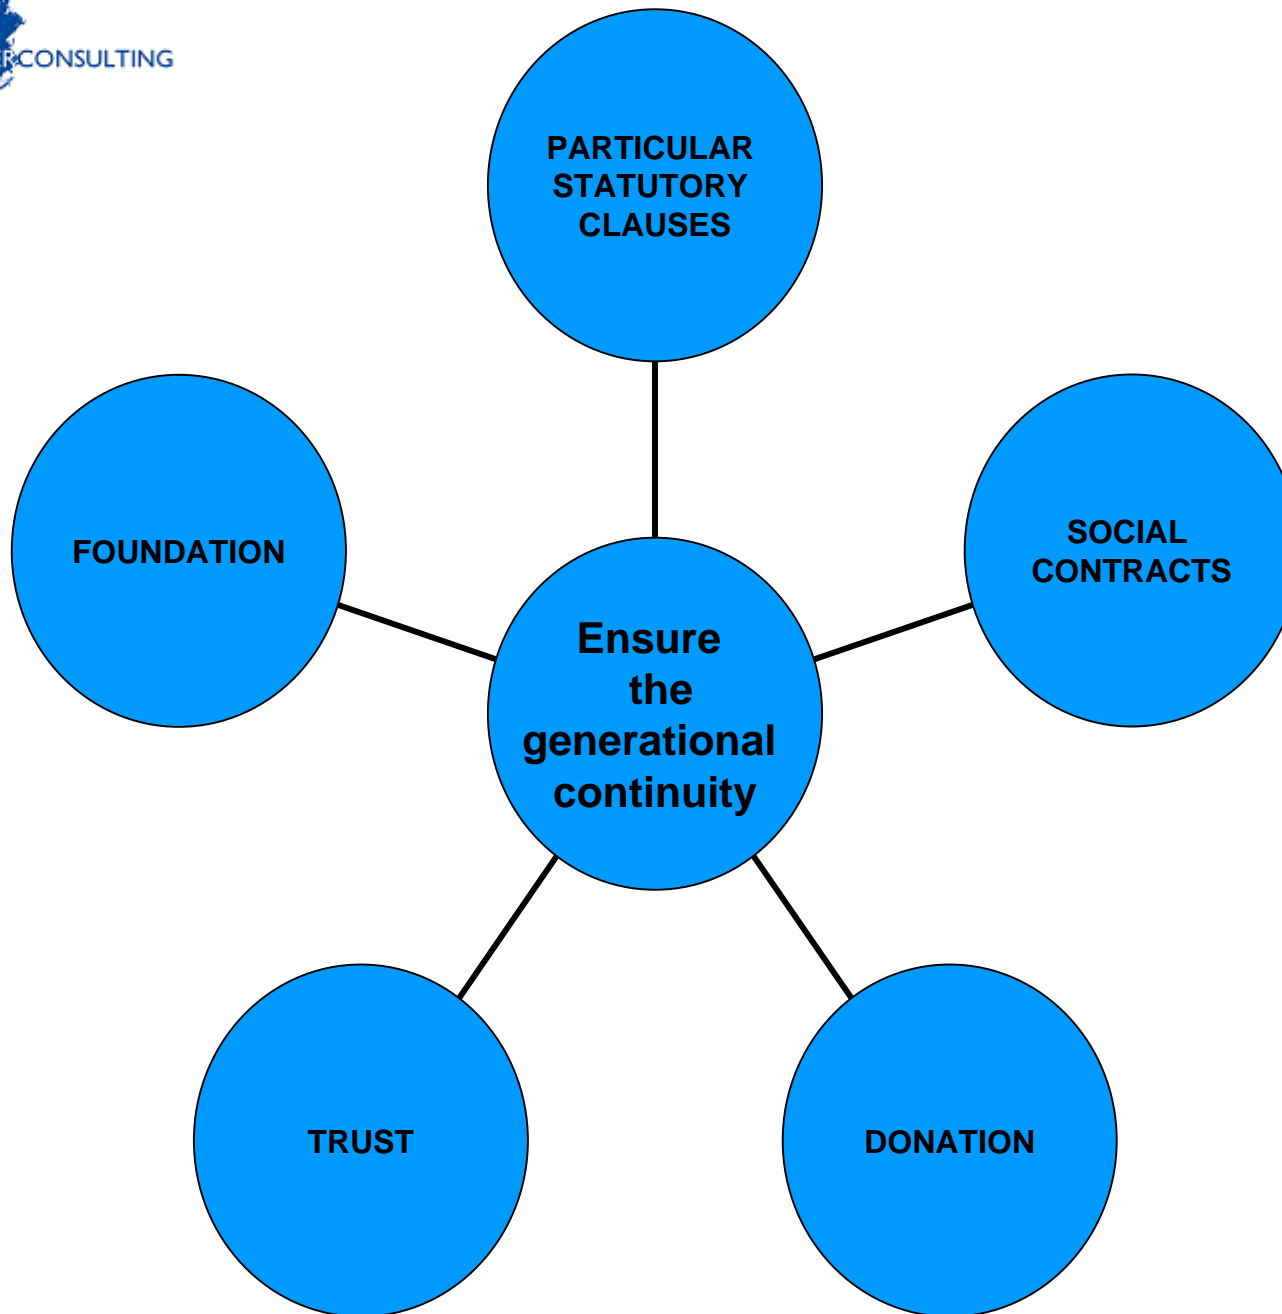 CONSULTING
PARTICULAR
STATUTORY
CLAUSES
FOUNDATION
SOCIAL
CONTRACTS
Ensure
the
generational
continuity
TRUST
DONATION